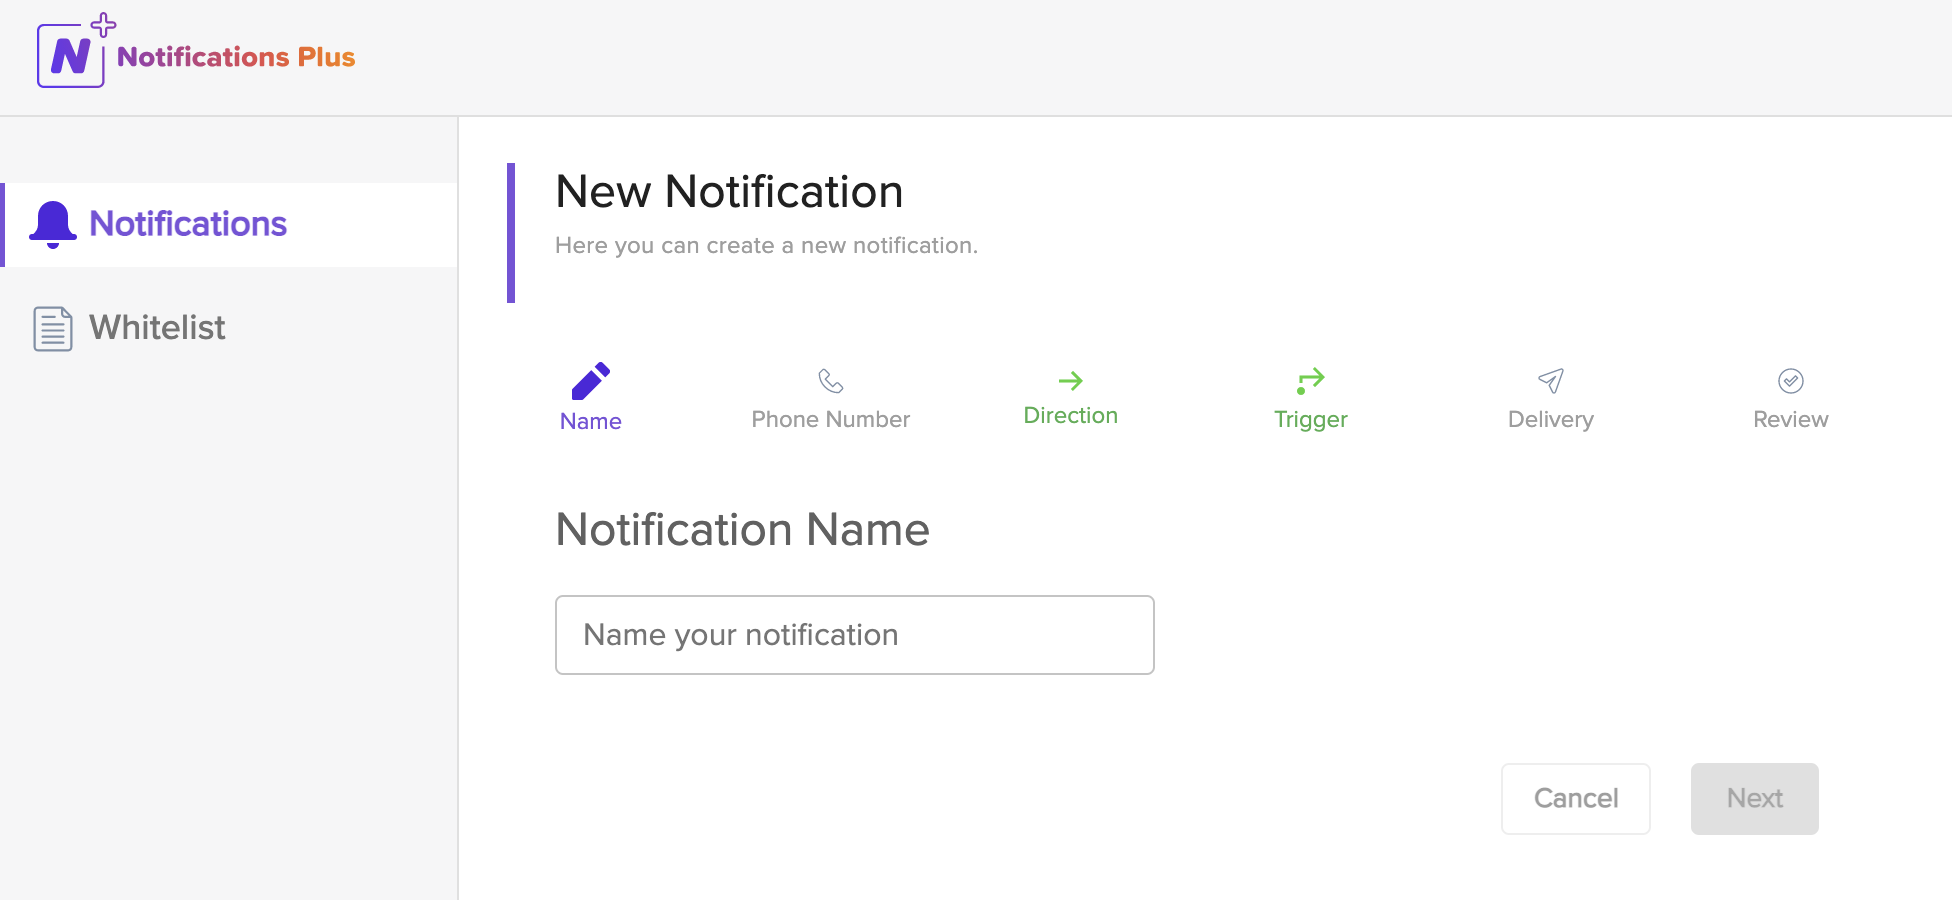 N
Notifications Plus
Notifications
Whitelist
New Notification
Here you can create a new notification.
Name
Phone Number
Direction
Trigger
Delivery
Review
Notification Name
Name your notification
Cancel
Next